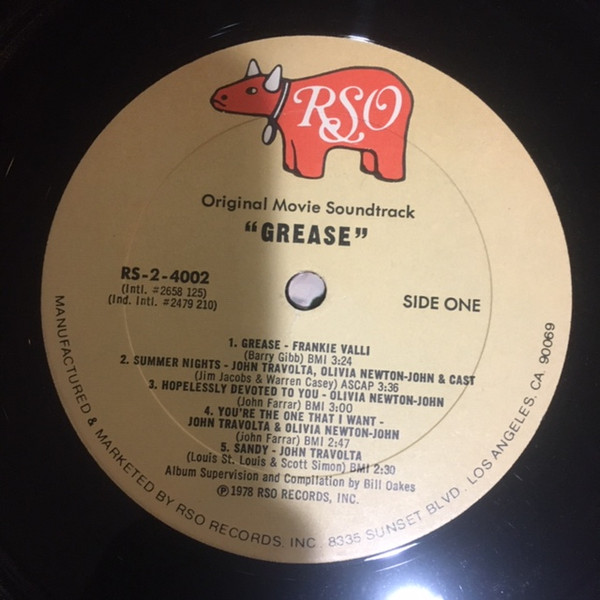 RSO
Original Movie Soundtrack
“GREASE”
RS-2-4002
(Intl. #2658 125)
(Ind. Intl. #2479 210)
SIDE ONE
1. GREASE - FRANKIE VALLI
(Barry Gibb) BMI 3:24
2. SUMMER NIGHTS - JOHN TRAVOLTA, OLIVIA NEWTON-JOHN & CAST
(Jim Jacobs & Warren Casey) ASCAP 3:36
3. HOPELESSLY DEVOTED TO YOU - OLIVIA NEWTON-JOHN
(John Farrar) BMI 3:00
4. YOU'RE THE ONE THAT I WANT -
JOHN TRAVOLTA & OLIVIA NEWTON-JOHN
(John Farrar) BMI 2:47
5. SANDY - JOHN TRAVOLTA
(Louis St. Louis & Scott Simon) BMI 2:30
Album Supervision and Compilation by Bill Oakes
Ⓟ1978 RSO RECORDS, INC.
MANUFACTURED & MARKETED BY RSO RECORDS, INC. 8335 SUNSET BLVD. LOS ANGELES, CA. 90069